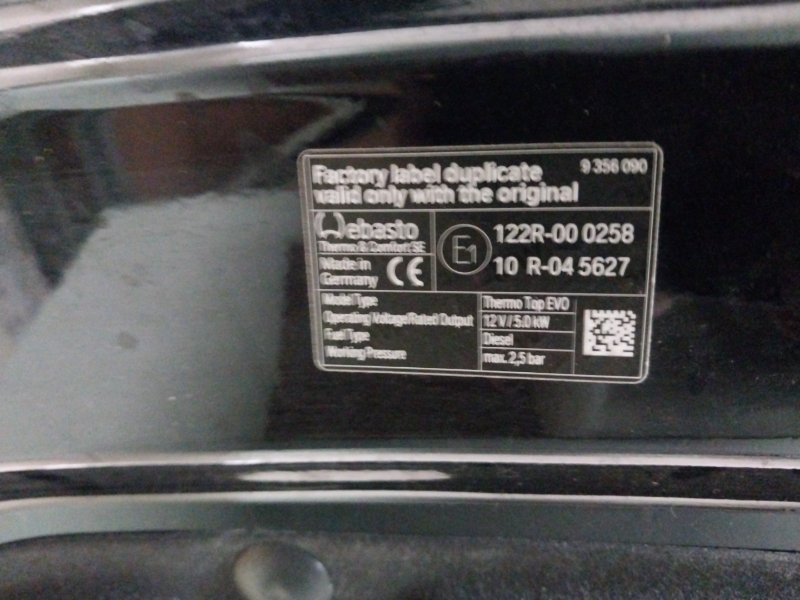 Factory label duplicate
valid only with the original
9 356 090
Webasto
Thermo & Comfort SE
Made in
Germany
CE
E1
122R-00 0258
10 R-04 5627
Model Type
Thermo Top EVO
Operating Voltage/Rated Output
12 V / 5.0 kW
Fuel Type
Diesel
Working Pressure
max. 2,5 bar